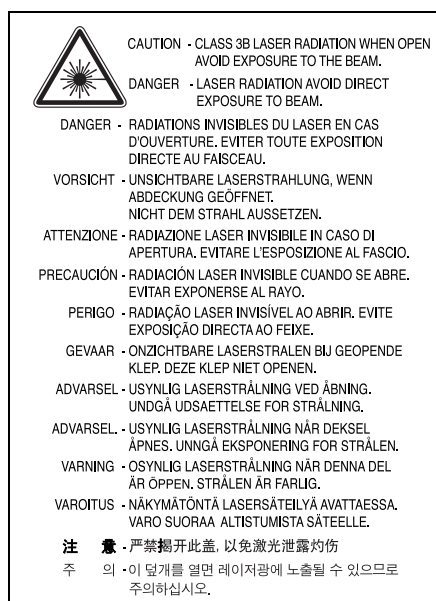 CAUTION - CLASS 3B LASER RADIATION WHEN OPEN
AVOID EXPOSURE TO THE BEAM.
DANGER - LASER RADIATION AVOID DIRECT
EXPOSURE TO BEAM.
DANGER - RADIATIONS INVISIBLES DU LASER EN CAS
D'OUVERTURE. EVITER TOUTE EXPOSITION
DIRECTE AU FAISCEAU.
VORSICHT - UNSICHTBARE LASERSTRAHLUNG, WENN
ABDECKUNG GEÖFFNET.
NICHT DEM STRAHL AUSSETZEN.
ATTENZIONE - RADIAZIONE LASER INVISIBILE IN CASO DI
APERTURA. EVITARE L'ESPOSIZIONE AL FASCIO.
PRECAUCIÓN - RADIACIÓN LASER INVISIBLE CUANDO SE ABRE.
EVITAR EXPONERSE AL RAYO.
PERIGO - RADIAÇÃO LASER INVISÍVEL AO ABRIR. EVITE
EXPOSIÇÃO DIRECTA AO FEIXE.
GEVAAR - ONZICHTBARE LASERSTRALEN BIJ GEOPENDE
KLEP. DEZE KLEP NIET OPENEN.
ADVARSEL - USYNLIG LASERSTRÅLNING VED ÅBNING.
UNDGÅ UDSAETTELSE FOR STRÅLNING.
ADVARSEL. - USYNLIG LASERSTRÅLNING NÅR DEKSEL
ÅPNES. UNNGÅ EKSPONERING FOR STRÅLEN.
VARNING - OSYNLIG LASERSTRÅLNING NÄR DENNA DEL
ÄR ÖPPEN. STRÅLEN ÄR FARLIG.
VAROITUS - NÄKYMÄTÖNTÄ LASERSÄTEILYÄ AVATTAESSA.
VARO SUORAA ALTISTUMISTA SÄTEELLE.
注 意 - 严禁揭开此盖, 以免激光泄露灼伤
주 의 - 이 덮개를 열면 레이저광에 노출될 수 있으므로
주의하십시오.